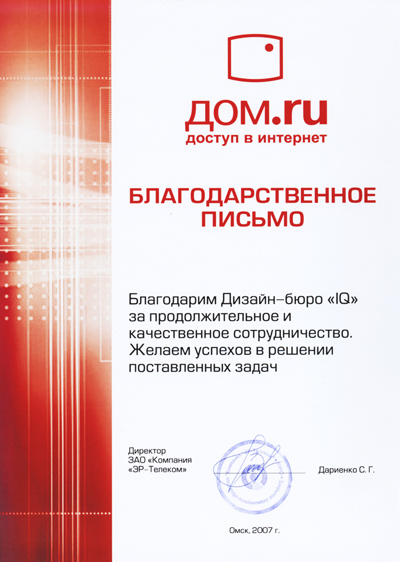 ДОМ.ru
доступ в интернет
БЛАГОДАРСТВЕННОЕ
ПИСЬМО
Благодарим Дизайн-бюро «IQ»
за продолжительное и
качественное сотрудничество.
Желаем успехов в решении
поставленных задач
Директор
ЗАО «Компания
«ЭР-Телеком»
Дариенко С. Г.
Омск, 2007 г.